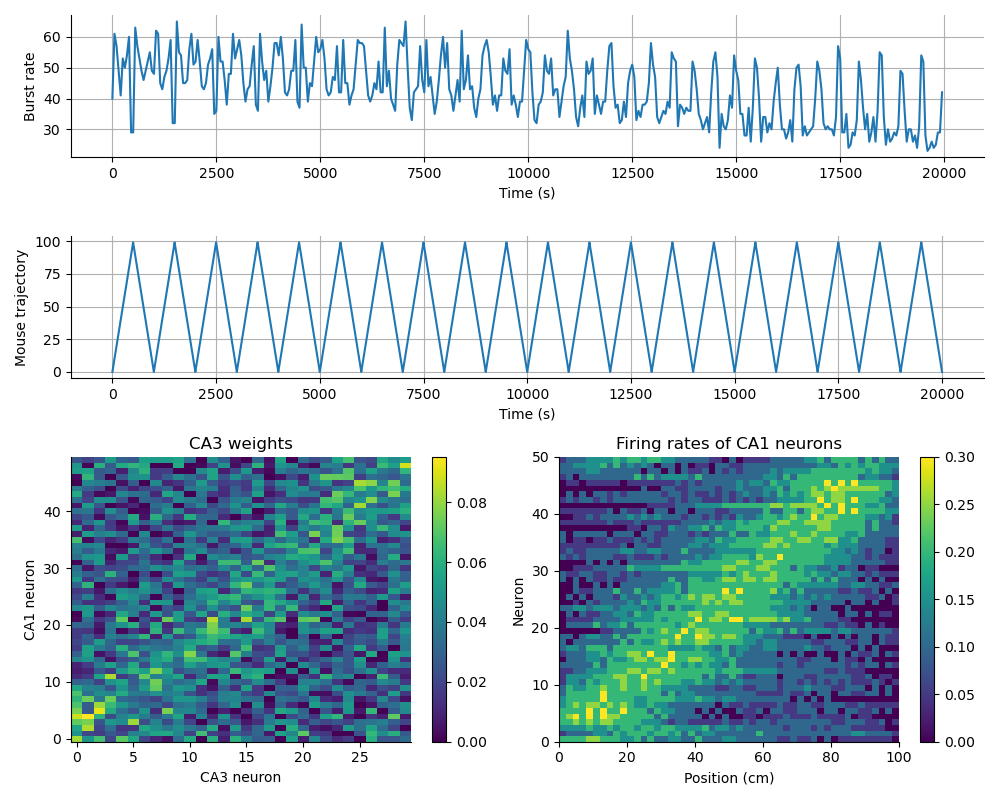 Burst rate
60
50
40
30
0 2500 5000 7500 10000 12500 15000 17500 20000
Time (s)
Mouse trajectory
100
75
50
25
0
0 2500 5000 7500 10000 12500 15000 17500 20000
Time (s)
CA3 weights
CA1 neuron
40
30
20
10
0
0 5 10 15 20 25
CA3 neuron
0.08
0.06
0.04
0.02
0.00
Firing rates of CA1 neurons
Neuron
50
40
30
20
10
0
0 20 40 60 80 100
Position (cm)
0.30
0.25
0.20
0.15
0.10
0.05
0.00